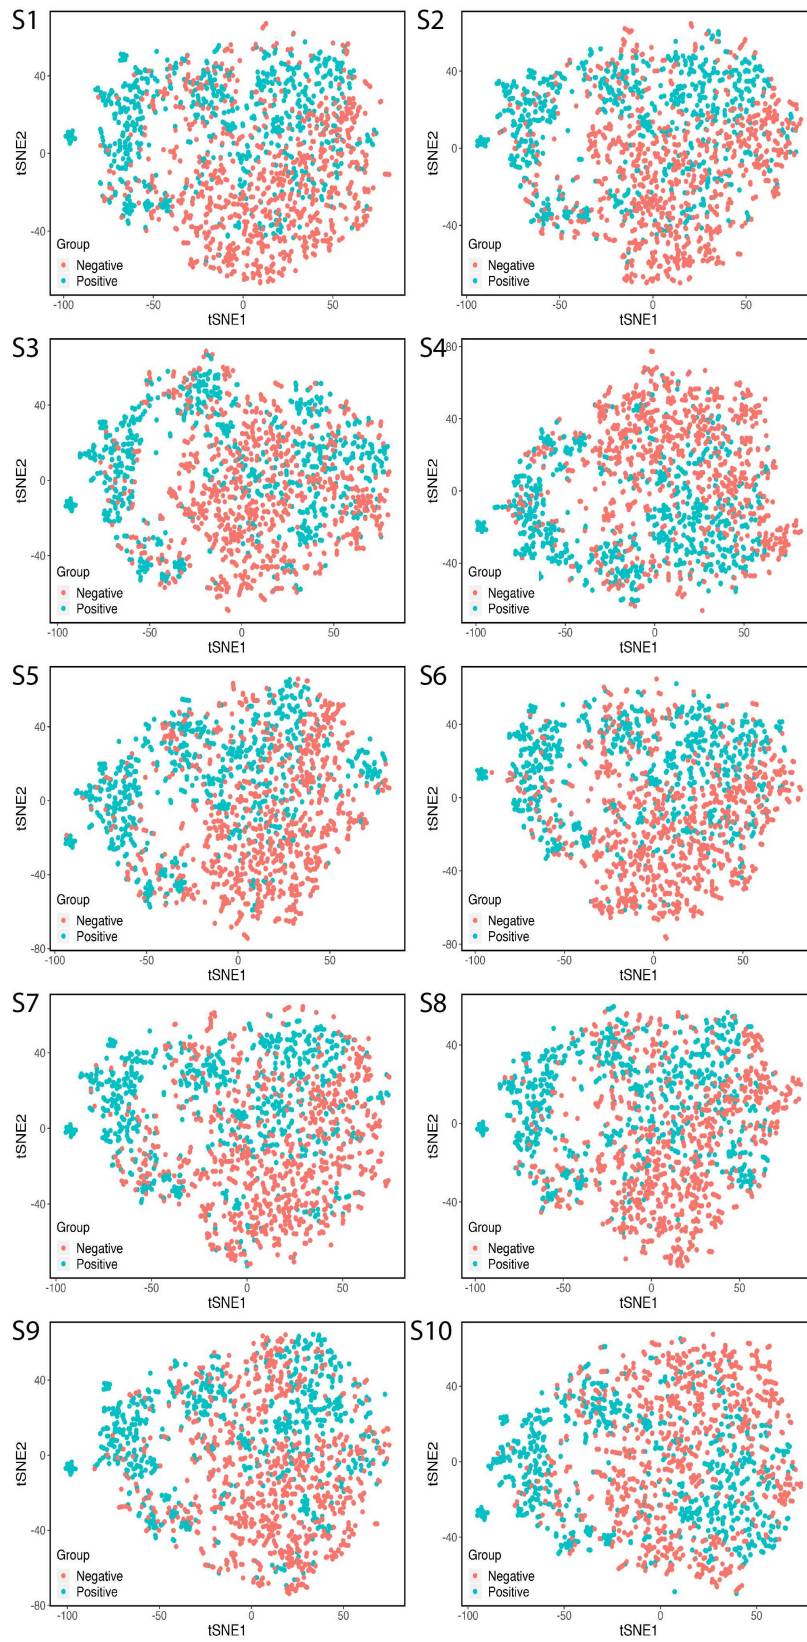 S1
tSNE2
40
0
-40
Group
Negative
Positive
-100
-50
0
50
tSNE1
S2
tSNE2
40
0
-40
Group
Negative
Positive
-100
-50
0
50
tSNE1
S3
tSNE2
40
0
-40
Group
Negative
Positive
-100
-50
0
50
tSNE1
S4
tSNE2
80
40
0
-40
Group
Negative
Positive
-100
-50
0
50
tSNE1
S5
tSNE2
40
0
-40
-80
Group
Negative
Positive
-100
-50
0
50
tSNE1
S6
tSNE2
40
0
-40
-80
Group
Negative
Positive
-100
-50
0
50
tSNE1
S7
tSNE2
40
0
-40
Group
Negative
Positive
-100
-50
0
50
tSNE1
S8
tSNE2
40
0
-40
Group
Negative
Positive
-100
-50
0
50
tSNE1
S9
tSNE2
40
0
-40
-80
Group
Negative
Positive
-100
-50
0
50
tSNE1
S10
tSNE2
40
0
-40
Group
Negative
Positive
-100
-50
0
50
tSNE1